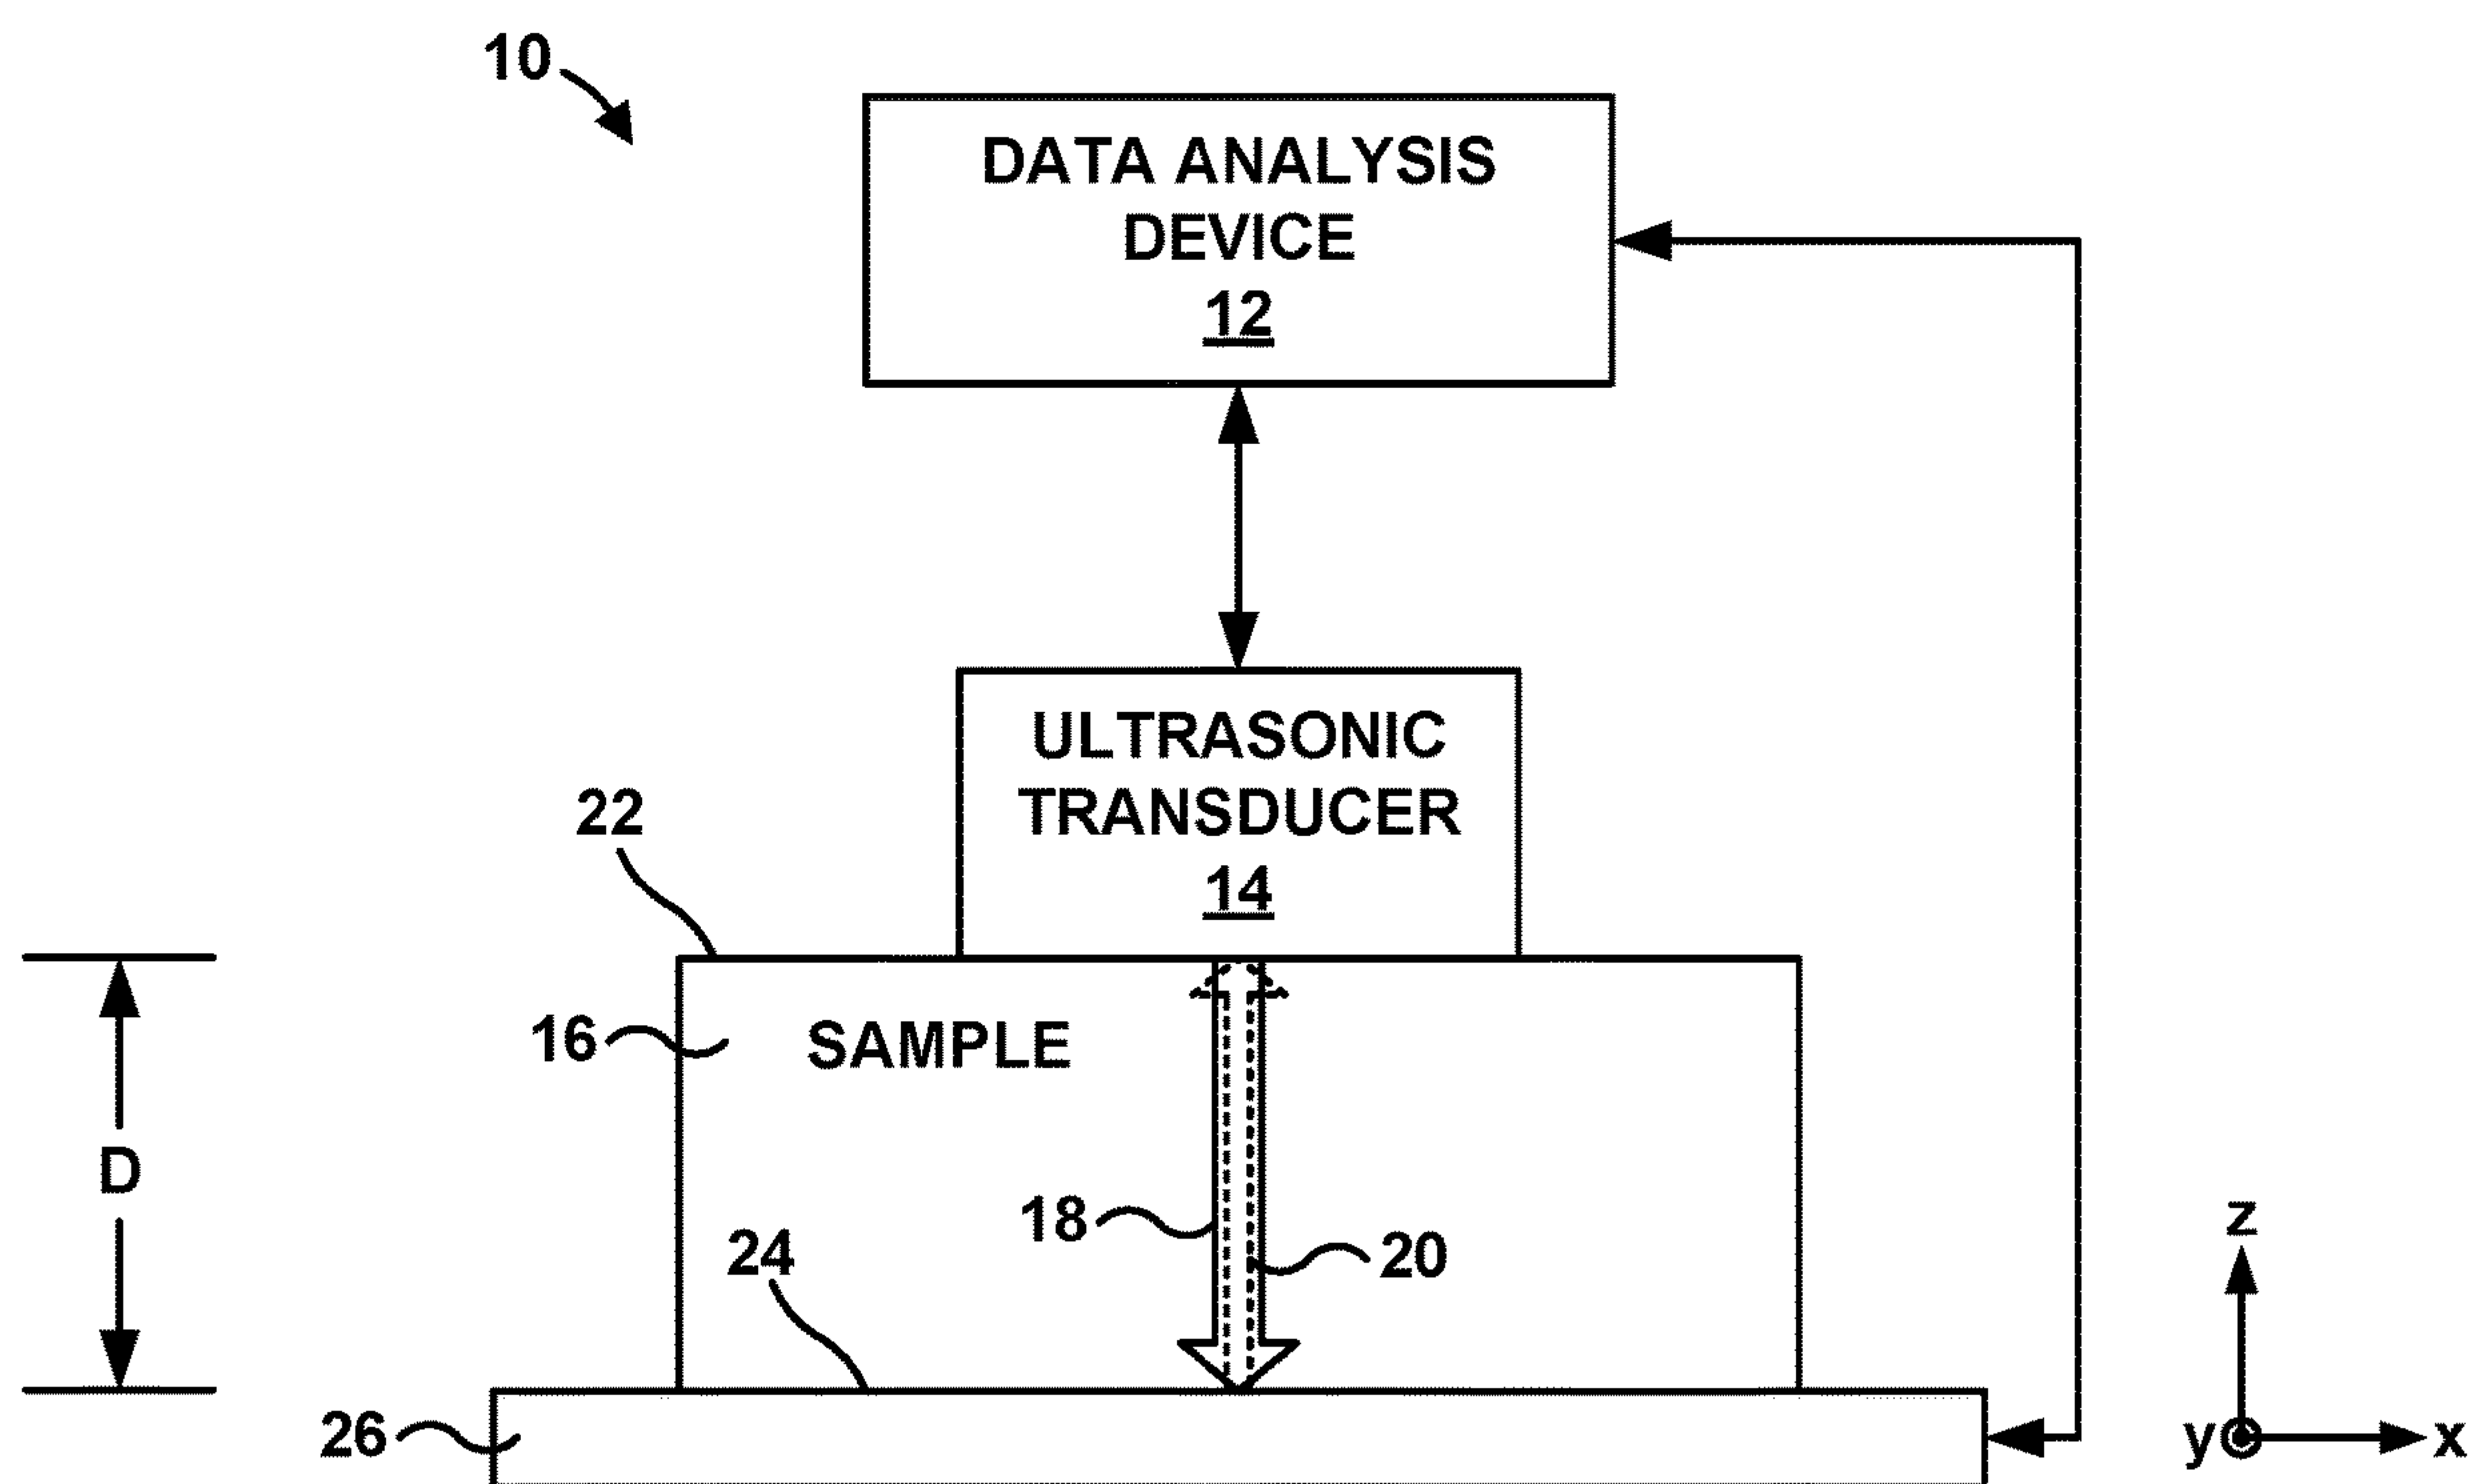 10
DATA ANALYSIS
DEVICE
12
ULTRASONIC
TRANSDUCER
14
22
16
SAMPLE
D
18
20
24
26
z
y
x